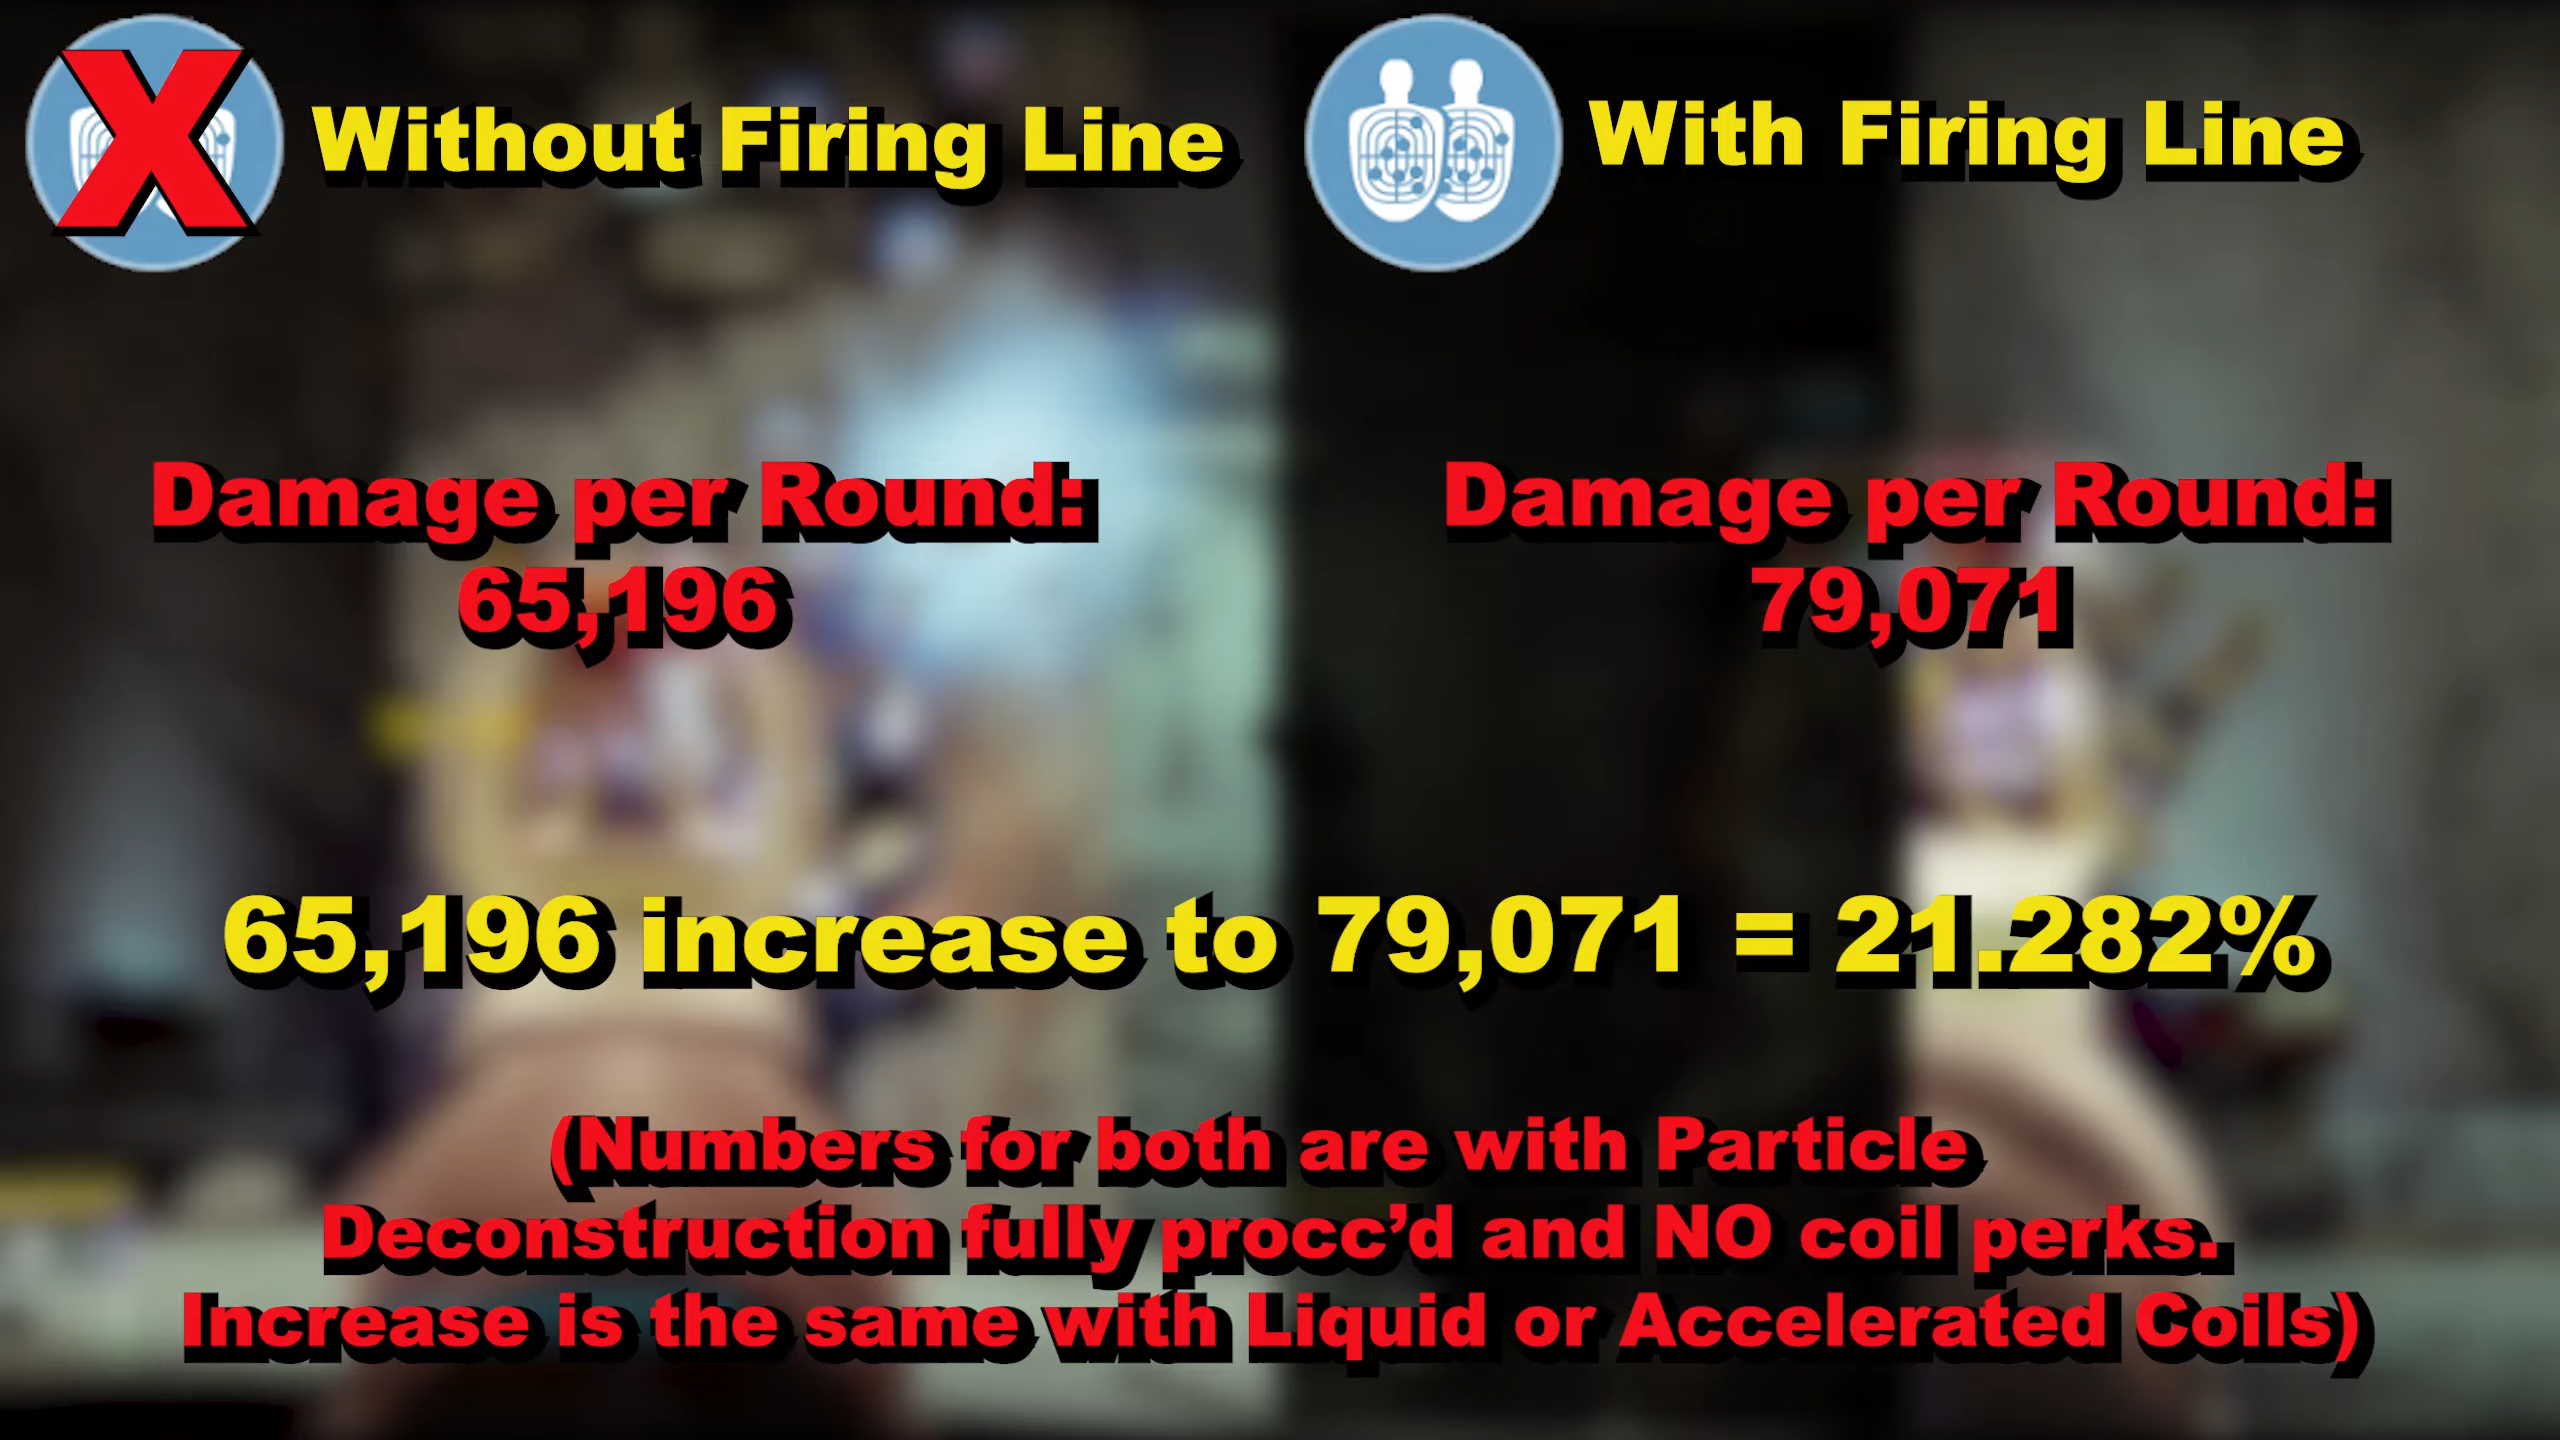 Without Firing Line
With Firing Line
Damage per Round:
65,196
Damage per Round:
79,071
65,196 increase to 79,071 = 21.282%
(Numbers for both are with Particle
Deconstruction fully procc’d and NO coil perks.
Increase is the same with Liquid or Accelerated Coils)